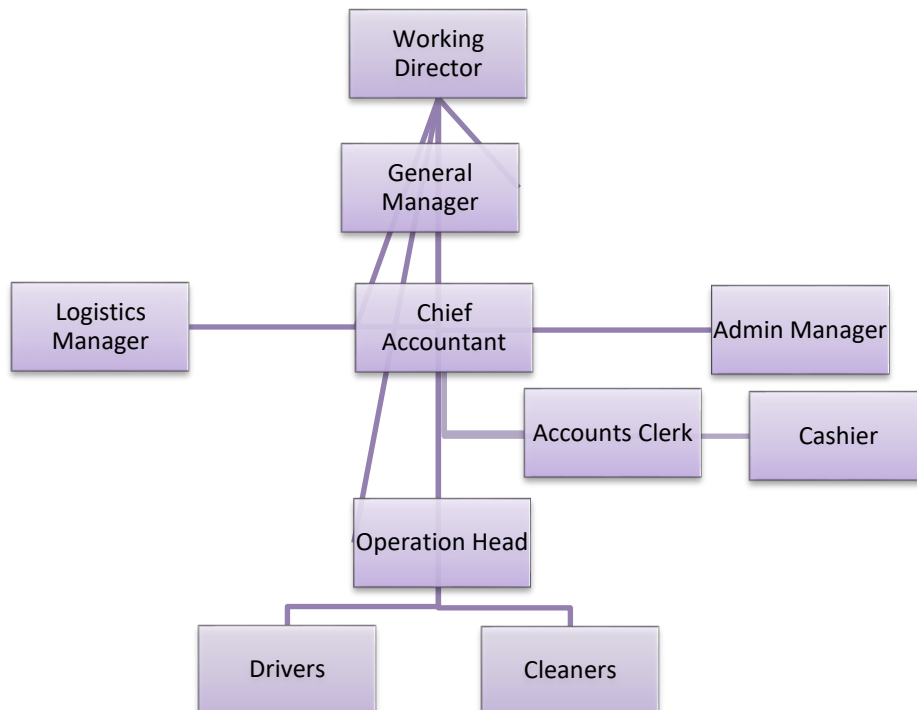 Working
Director
General
Manager
Logistics
Manager
Chief
Accountant
Admin Manager
Accounts Clerk
Cashier
Operation Head
Drivers
Cleaners